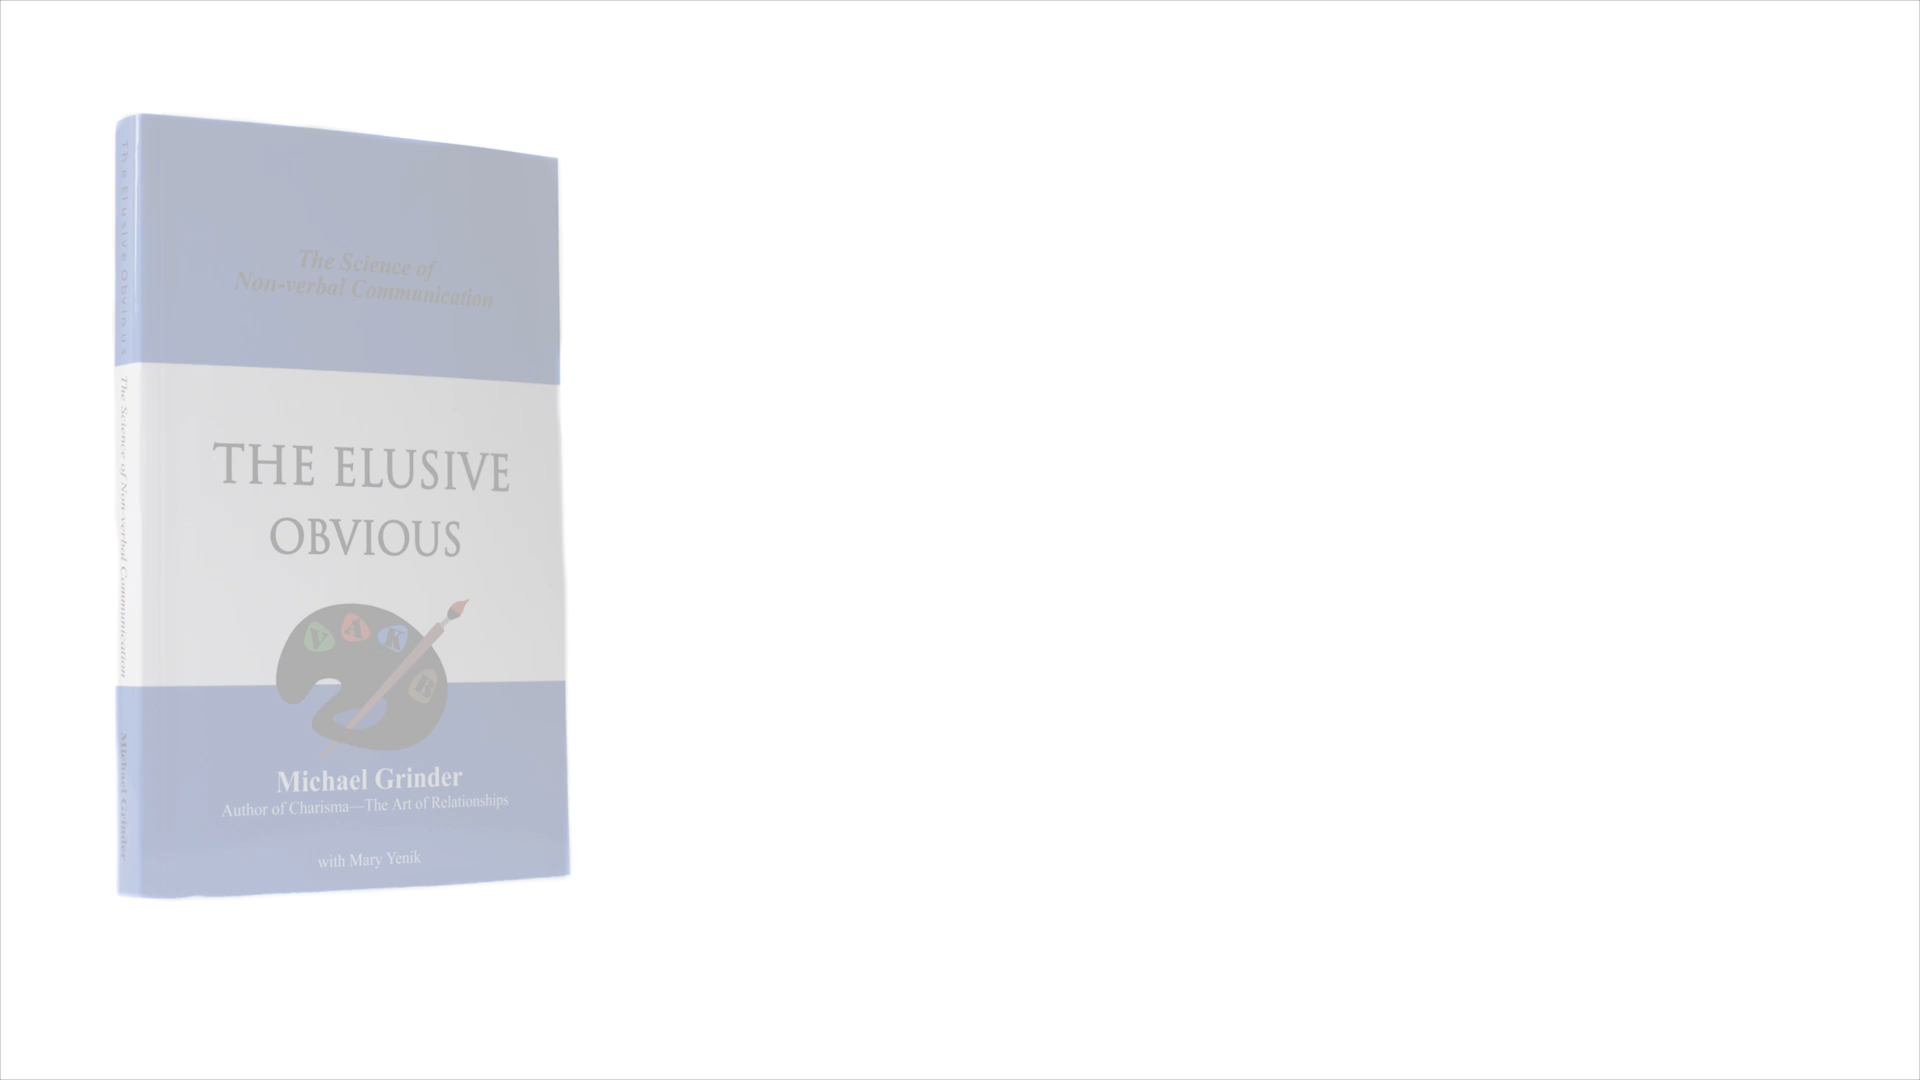 The Science of
Non-verbal Communication
THE ELUSIVE
OBVIOUS
V A K
B
Michael Grinder
Author of Charisma—The Art of Relationships
with Mary Yenik
The Elusive Obvious
The Science of Non-verbal Communication
Michael Grinder